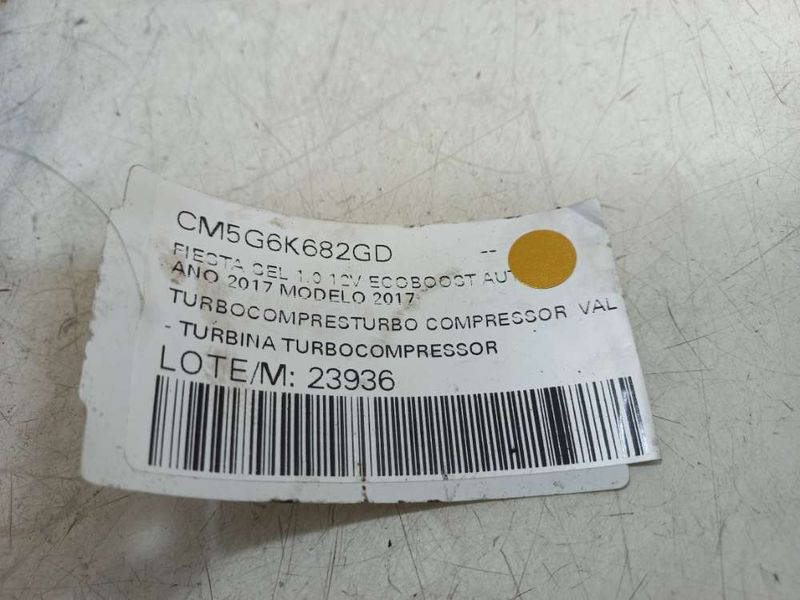 CM5G6K682GD --
FIESTA SEL 1.0 12V ECOBOOST AUT
ANO 2017 MODELO 2017
TURBOCOMPRESTURBO COMPRESSOR VAL
- TURBINA TURBOCOMPRESSOR
LOTE/M: 23936